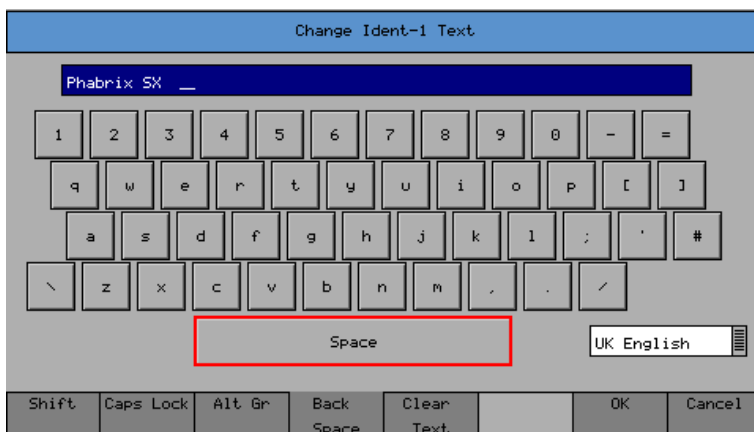 Change Ident-1 Text
Phabrix SX __
1 2 3 4 5 6 7 8 9 0 - =
q w e r t y u i o p [ ]
a s d f g h j k l ; ' #
\ z x c v b n m , . /
Space
UK English
Shift Caps Lock Alt Gr Back Space Clear Text OK Cancel